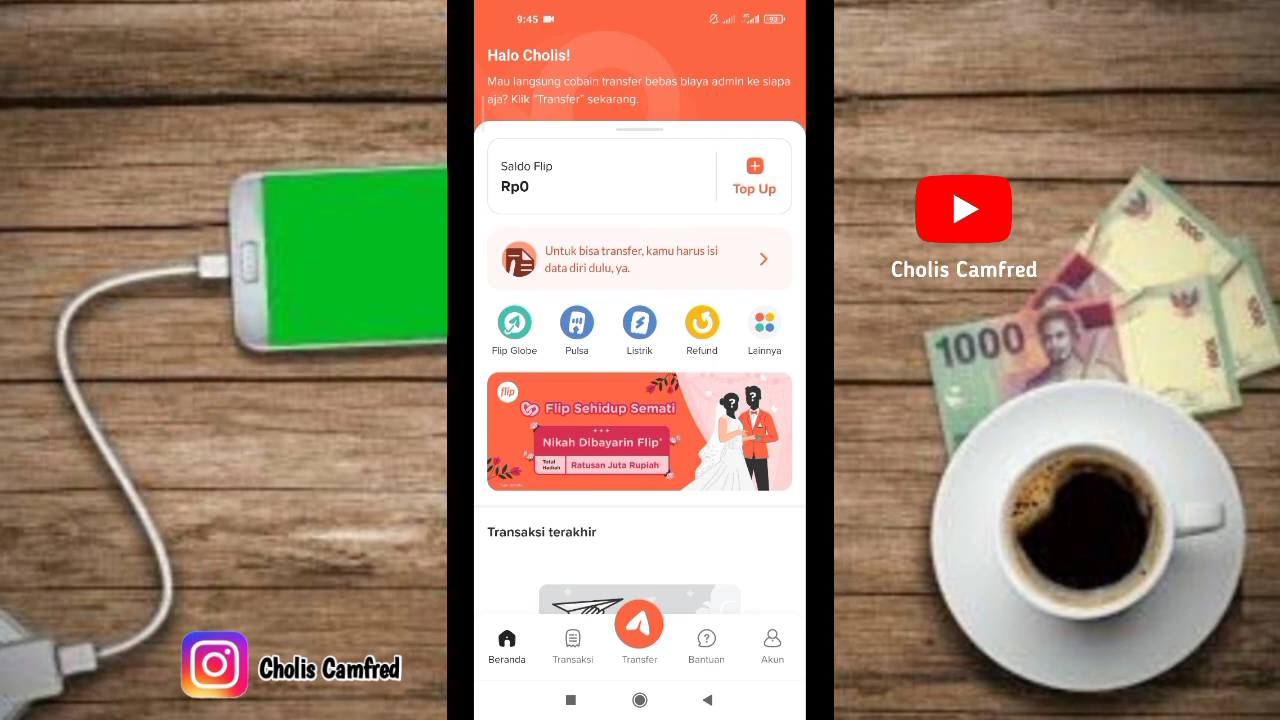 9:45
4G
93
Halo Cholis!
Mau langsung cobain transfer bebas biaya admin ke siapa
aja? Klik "Transfer" sekarang.
Saldo Flip
Rp0
Top Up
Untuk bisa transfer, kamu harus isi
data diri dulu, ya.
Flip Globe
Pulsa
Listrik
Refund
Lainnya
flip
Flip Sehidup Semati
Nikah Dibayarin Flip*
Total
Hadiah
Ratusan Juta Rupiah
Transaksi terakhir
Beranda
Transaksi
Transfer
Bantuan
Akun
Cholis Camfred
Cholis Camfred
1000